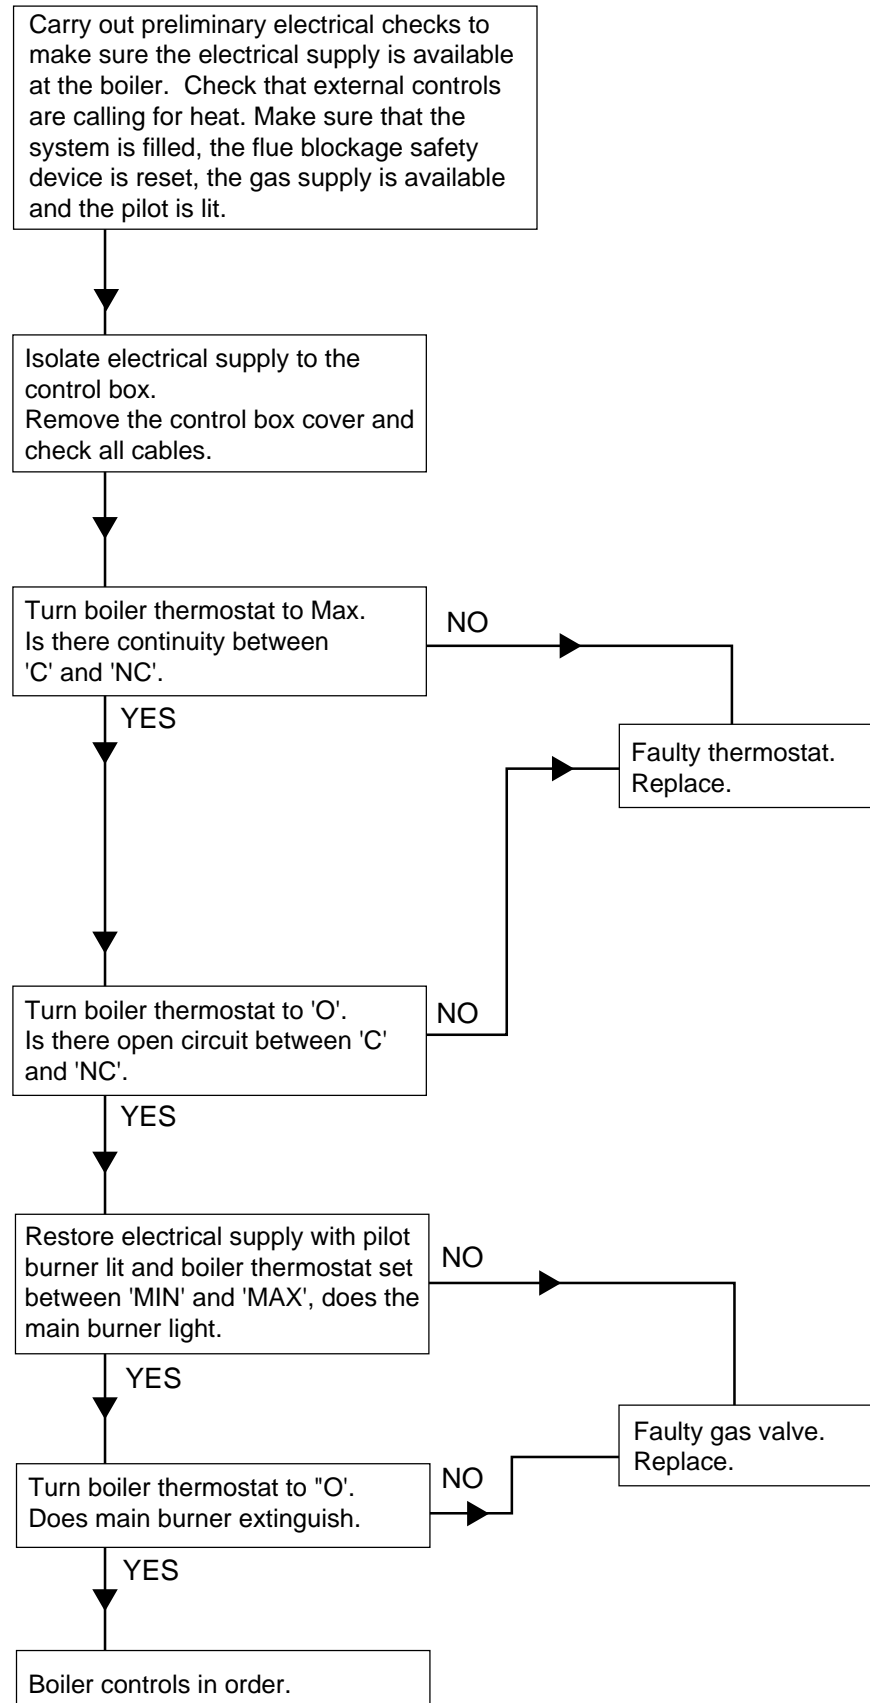 Carry out preliminary electrical checks to
make sure the electrical supply is available
at the boiler.  Check that external controls
are calling for heat. Make sure that the
system is filled, the flue blockage safety
device is reset, the gas supply is available
and the pilot is lit.
Isolate electrical supply to the
control box.
Remove the control box cover and
check all cables.
Turn boiler thermostat to Max.
Is there continuity between
'C' and 'NC'.
NO
YES
Faulty thermostat.
Replace.
Turn boiler thermostat to 'O'.
Is there open circuit between 'C'
and 'NC'.
NO
YES
Restore electrical supply with pilot
burner lit and boiler thermostat set
between 'MIN' and 'MAX', does the
main burner light.
NO
YES
Faulty gas valve.
Replace.
Turn boiler thermostat to "O'.
Does main burner extinguish.
NO
YES
Boiler controls in order.